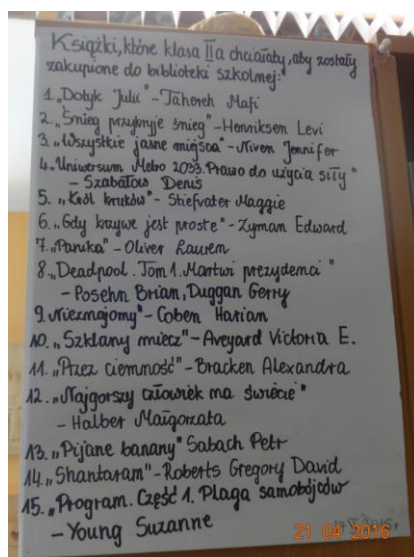 Książki, które klasa IIa chciałaby, aby zostały
zakupione do biblioteki szkolnej:
1. „Dotyk Julii" – Tahereh Mafi
2. „Śnieg przykryje śnieg" – Henriksen Levi
3. „Wszystkie jasne miejsca" – Niven Jennifer
4. „Uniwersum Metro 2033. Prawo do użycia siły"
– Szabałow Denis
5. „Król kruków" – Stiefvater Maggie
6. „Gdy krzywe jest proste" – Zyman Edward
7. „Panika" – Oliver Lauren
8. „Deadpool. Tom 1. Martwi prezydenci"
– Posehn Brian, Duggan Gerry
9. „Nieznajomy" – Coben Harlan
10. „Szklany miecz" – Aveyard Victoria E.
11. „Przez ciemność" – Bracken Alexandra
12. „Najgorszy człowiek na świecie"
– Halber Małgorzata
13. „Pijane banany" Sabach Petr
14. „Shantaram" – Roberts Gregory David
15. „Program. Część 1. Plaga samobójców
– Young Suzanne
21 04 2016